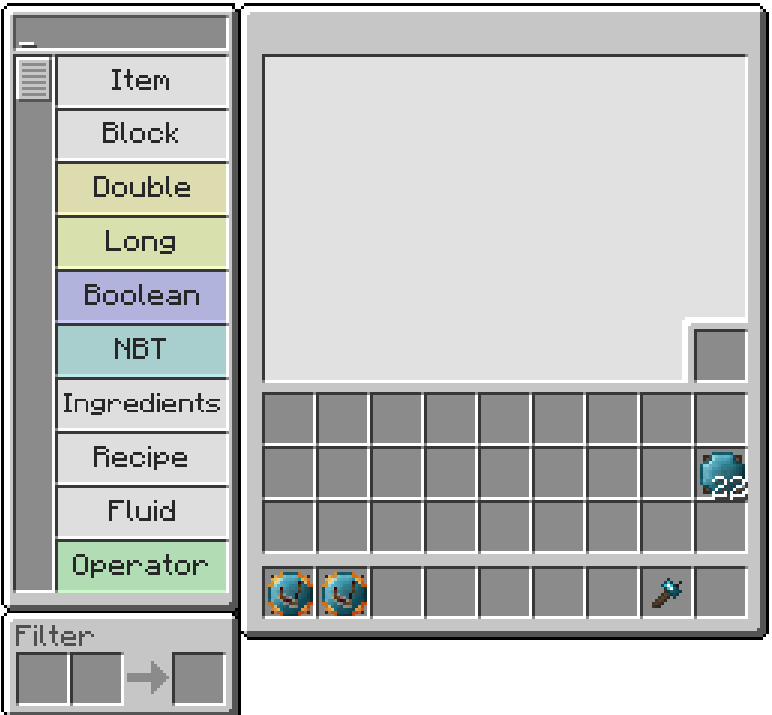 _
Item
Block
Double
Long
Boolean
NBT
Ingredients
Recipe
Fluid
Operator
22
Filter